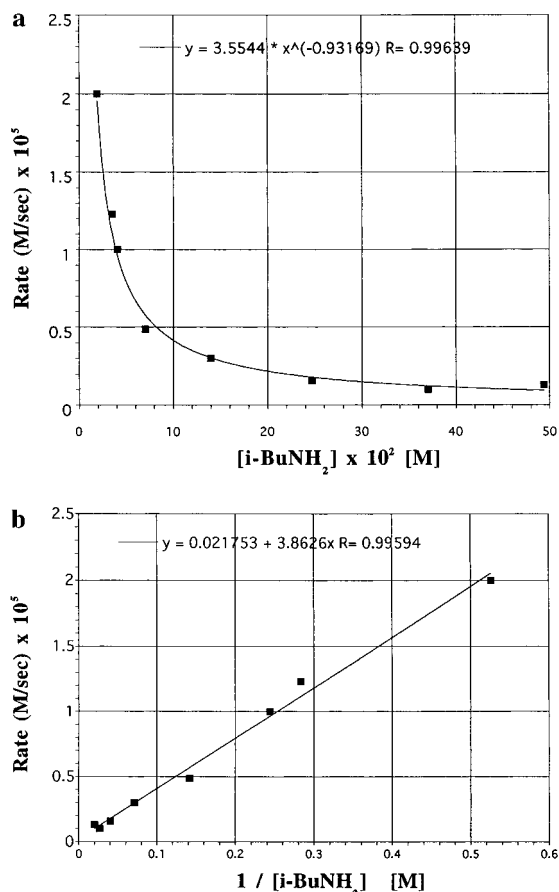 a
2.5
y = 3.5544 * x^(-0.93169) R= 0.99639
2
1.5
1
0.5
0
0 10 20 30 40 50
Rate (M/sec) x 10⁵
[i-BuNH₂] x 10² [M]
b
2.5
y = 0.021753 + 3.8626x R= 0.99594
2
1.5
1
0.5
0
0 0.1 0.2 0.3 0.4 0.5 0.6
Rate (M/sec) x 10⁵
1 / [i-BuNH₂] [M]